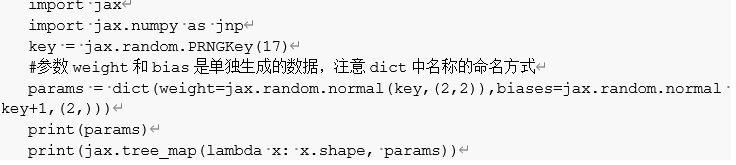 import jax
import jax.numpy as jnp
key = jax.random.PRNGKey(17)
#参数 weight 和 bias 是单独生成的数据，注意 dict 中名称的命名方式
params = dict(weight=jax.random.normal(key,(2,2)),biases=jax.random.normal
key+1,(2,)))
print(params)
print(jax.tree_map(lambda x: x.shape, params))